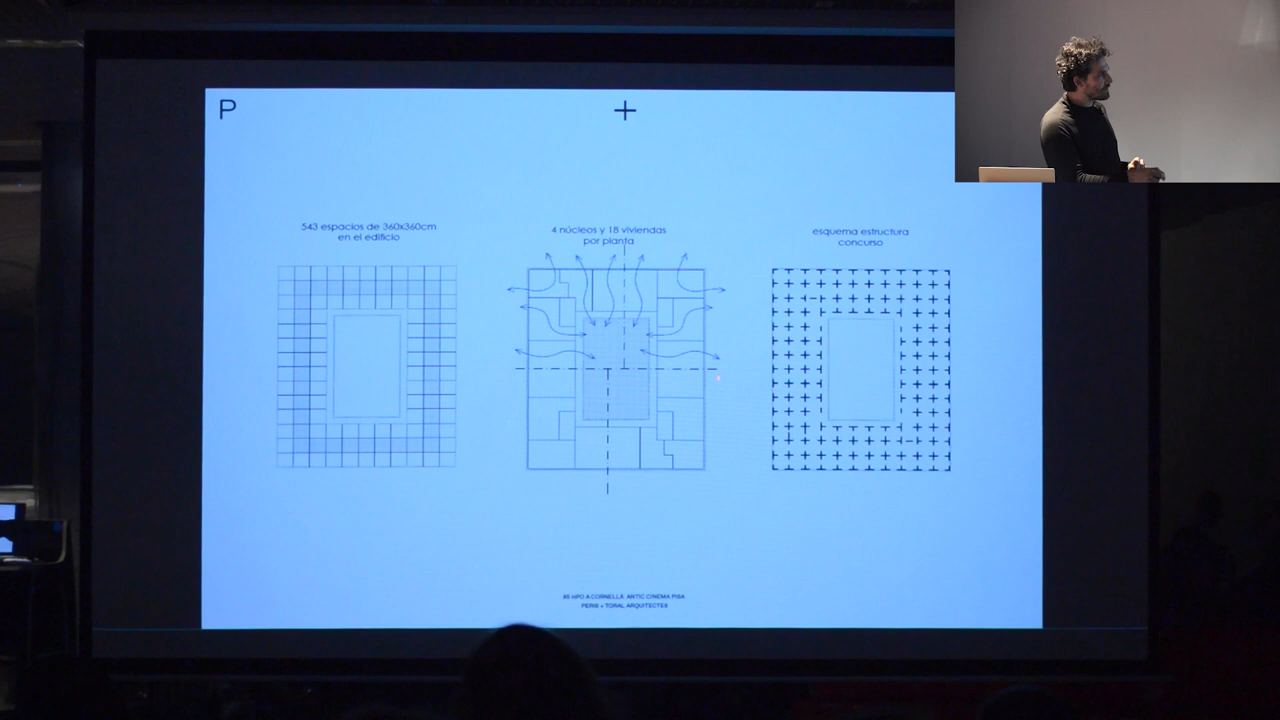 P +
543 espacios de 360x360cm
en el edificio
4 núcleos y 18 viviendas
por planta
esquema estructura
concurso
85 HPO A CORNELLÀ ANTIC CINEMA PISA
PERIS + TORAL ARQUITECTES